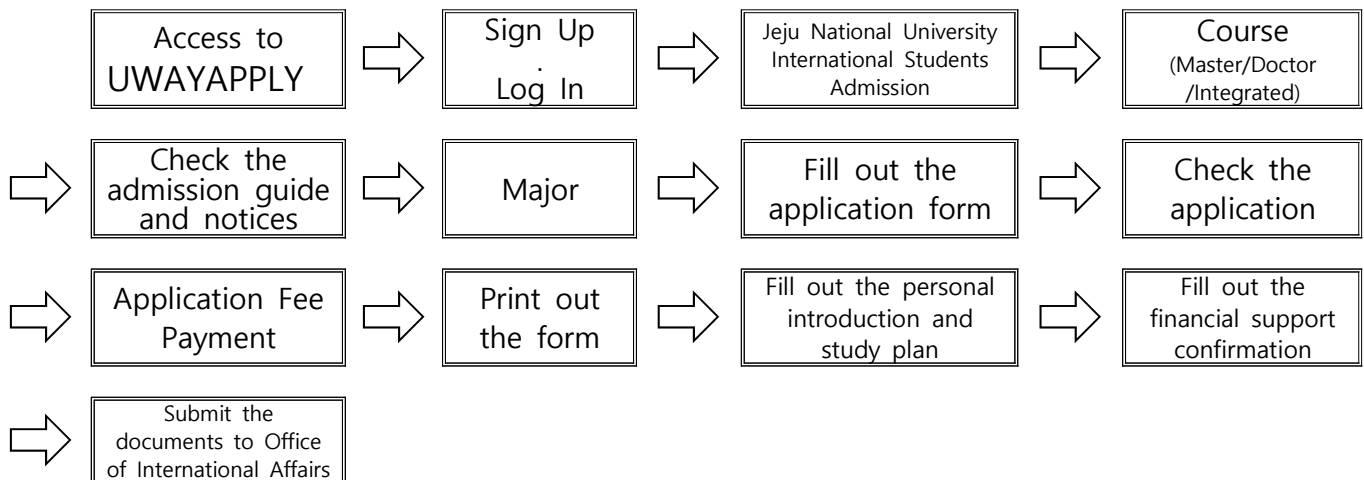 Access to
UWAYAPPLY
Sign Up
.
Log In
Jeju National University
International Students
Admission
Course
(Master/Doctor
/Integrated)
Check the
admission guide
and notices
Major
Fill out the
application form
Check the
application
Application Fee
Payment
Print out
the form
Fill out the personal
introduction and
study plan
Fill out the
financial support
confirmation
Submit the
documents to Office
of International Affairs